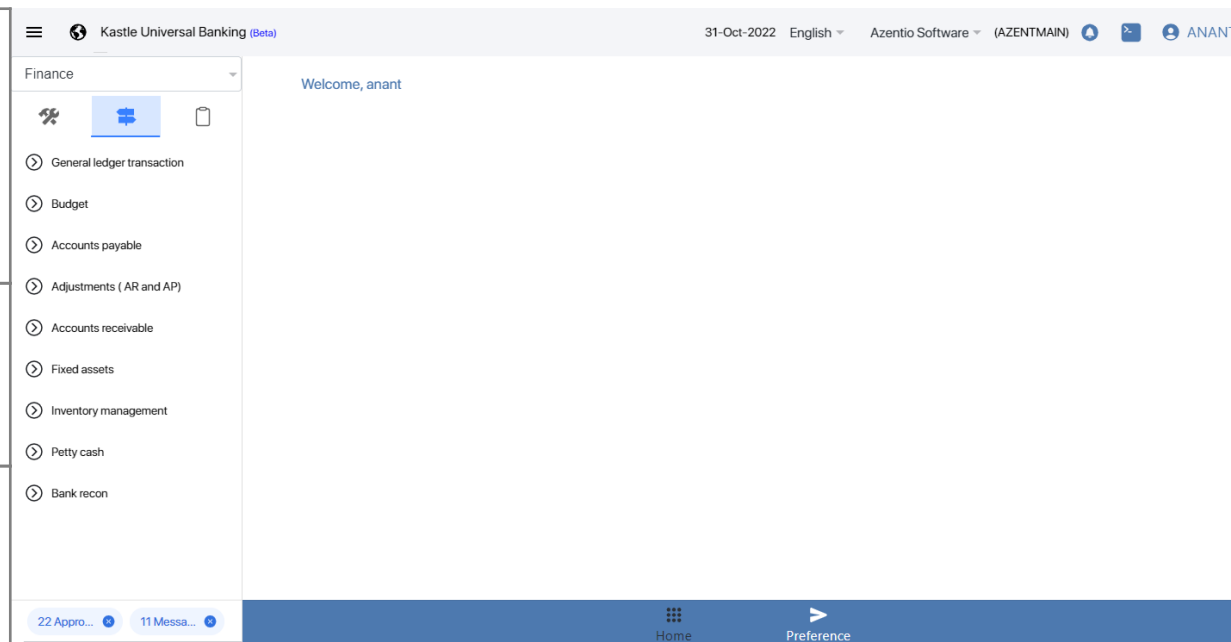 Kastle Universal Banking (Beta)
31-Oct-2022 English Azentio Software (AZENTMAIN) ANANT
Finance
Welcome, anant
General ledger transaction
Budget
Accounts payable
Adjustments ( AR and AP)
Accounts receivable
Fixed assets
Inventory management
Petty cash
Bank recon
22 Appro... 11 Messa...
Home Preference